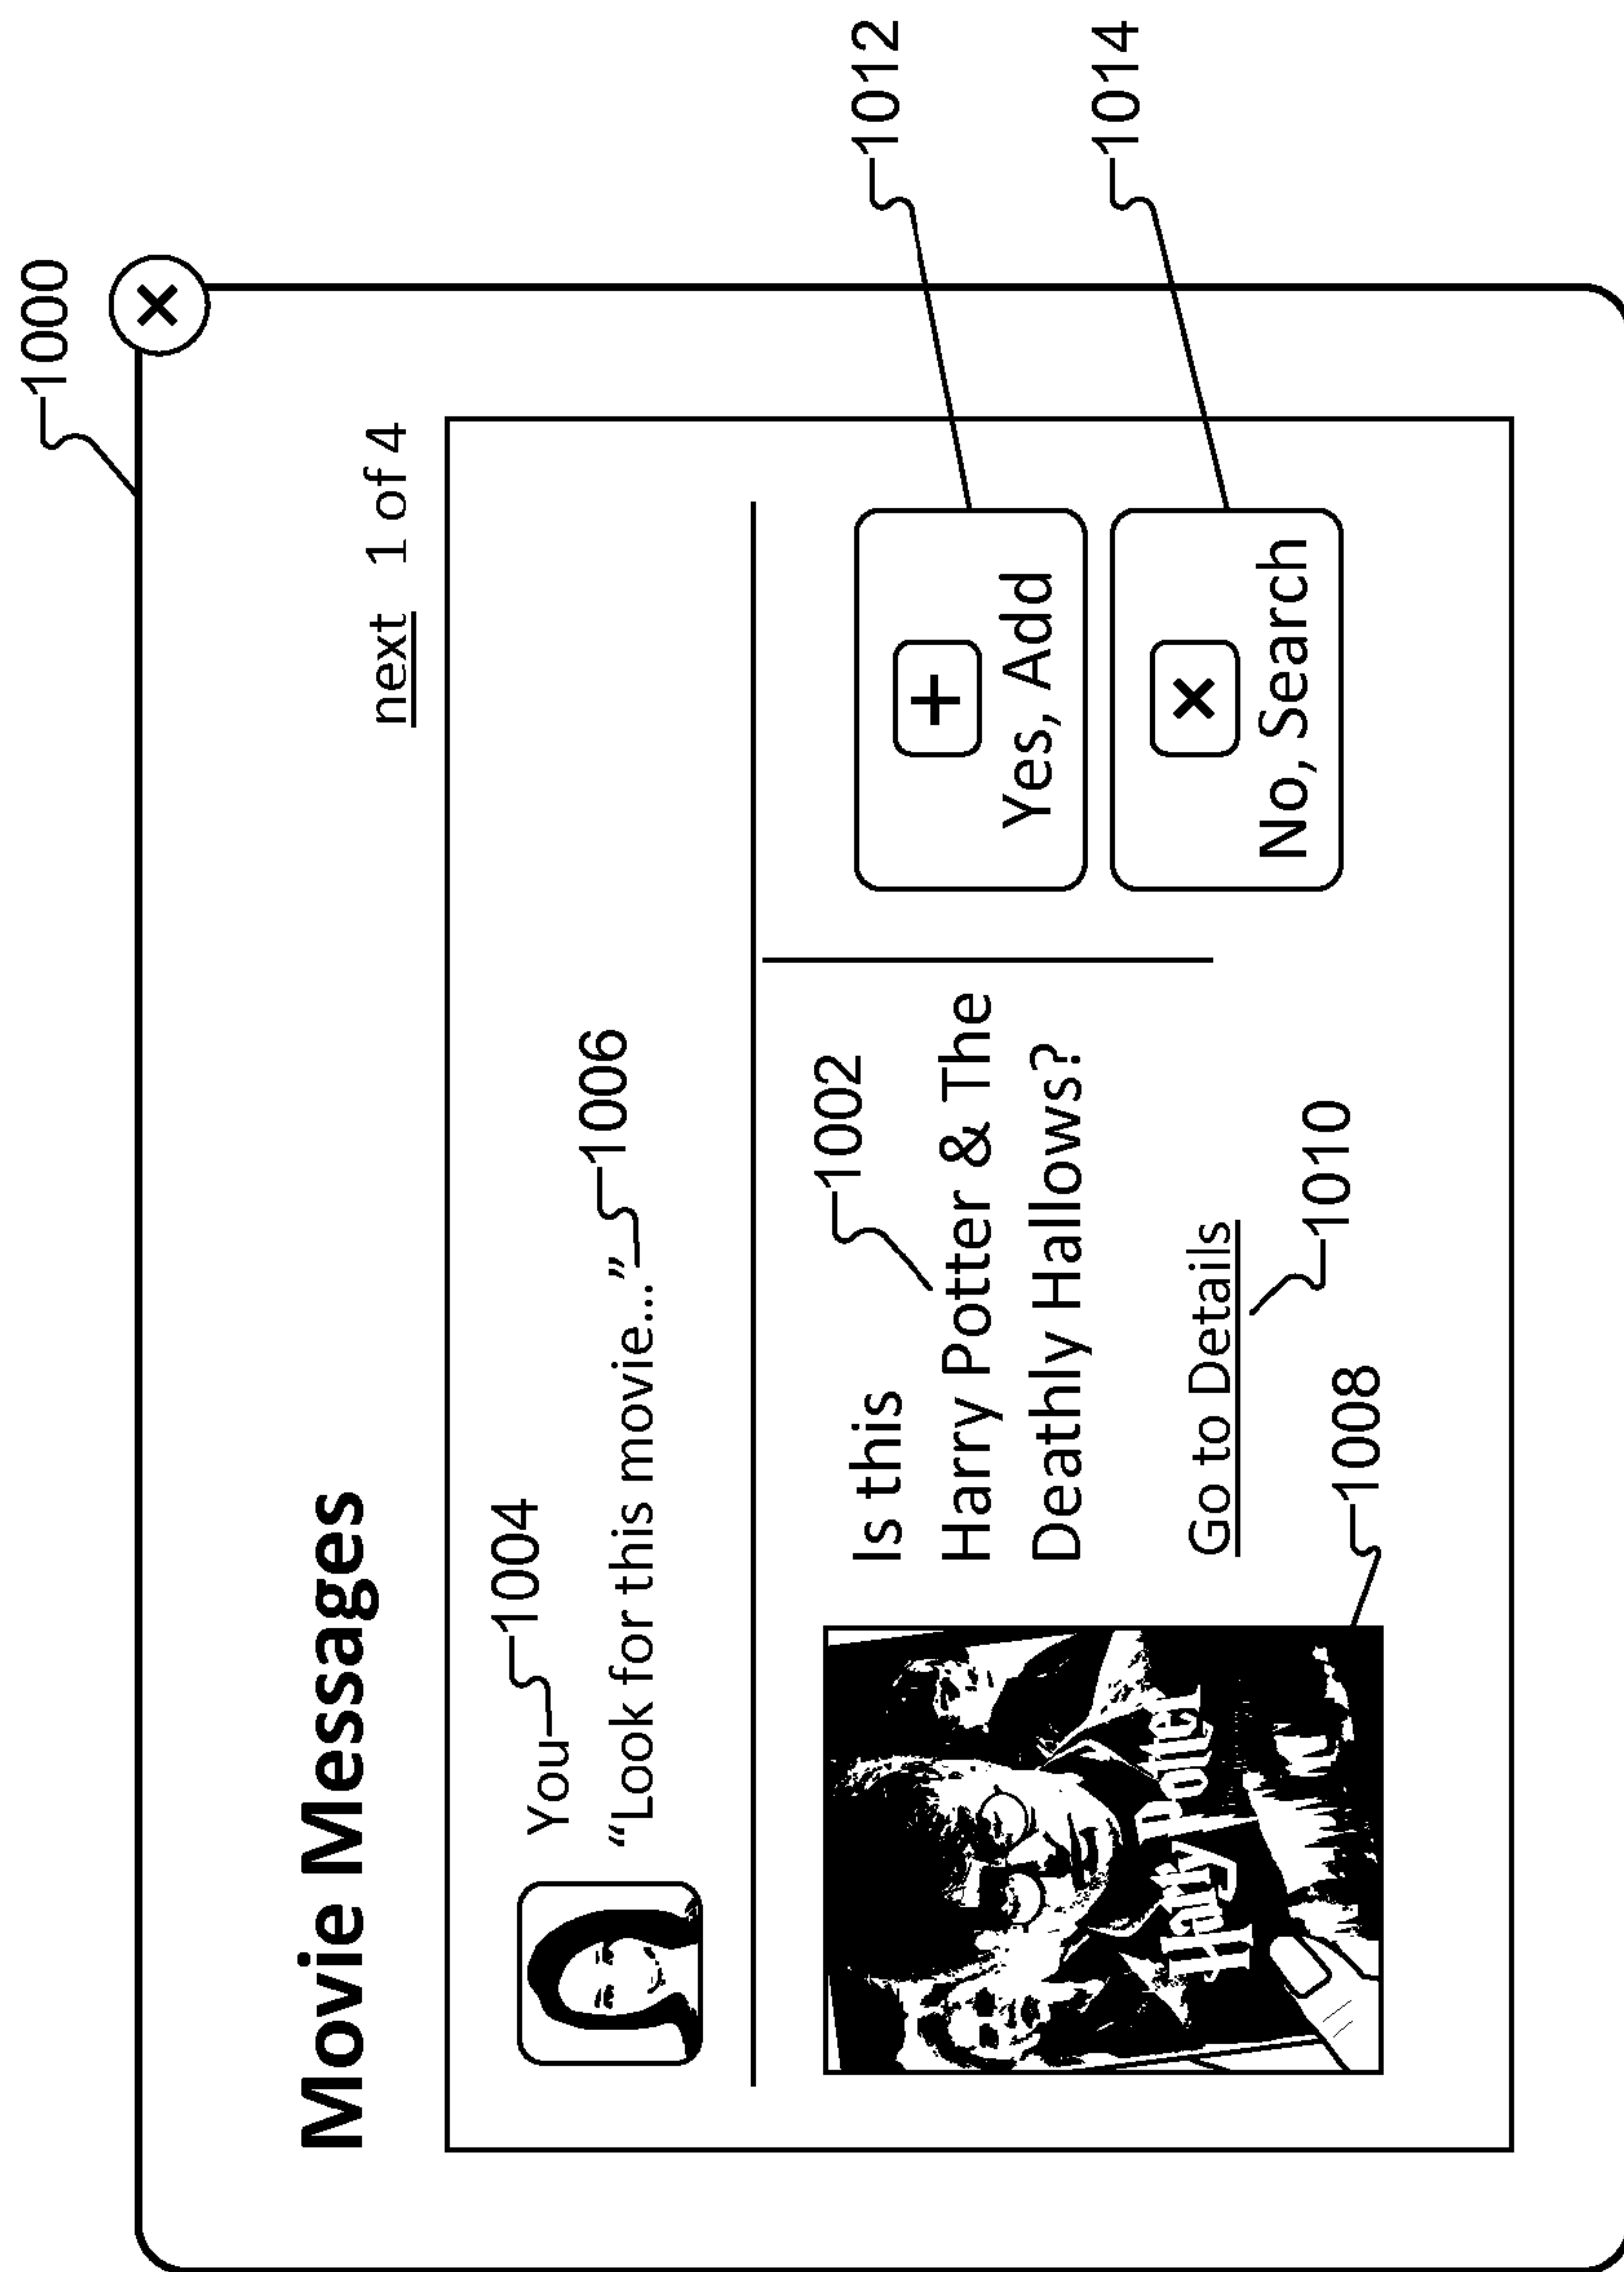 1000
Movie Messages
next 1 of 4
You 1004
“Look for this movie...” 1006
1002
Is this
Harry Potter & The
Deathly Hallows?
Go to Details
1010
1008
Harry Potter
+
Yes, Add
1012
×
No, Search
1014